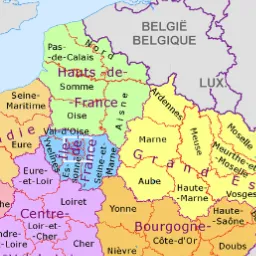 BELGIË
BELGIQUE
LUX.
Nord
Pas-
-de-Calais
Hauts-de-
-France
Somme
Oise
Aisne
Ardennes
Seine-
Maritime
Eure
Val-d'Oise
Yvelines
Île-
de-
France
Seine-et-
-Marne
Marne
Meuse
Moselle
Meurthe-et-
Moselle
Grand
Aube
Haute-
-Marne
Vosges
Eure-et-
-Loir
Loiret
Yonne
Haute-
-Saône
Centre-
Loir-et-
-Cher
Cher
Bourgogne-
Côte-d'Or
Nièvre
Doubs